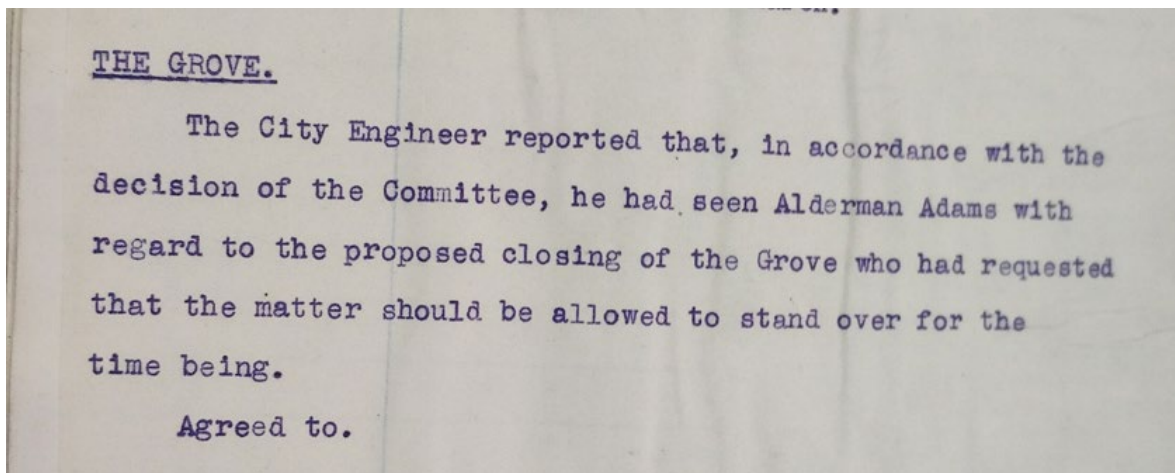 THE GROVE.
The City Engineer reported that, in accordance with the
decision of the Committee, he had seen Alderman Adams with
regard to the proposed closing of the Grove who had requested
that the matter should be allowed to stand over for the
time being.
Agreed to.